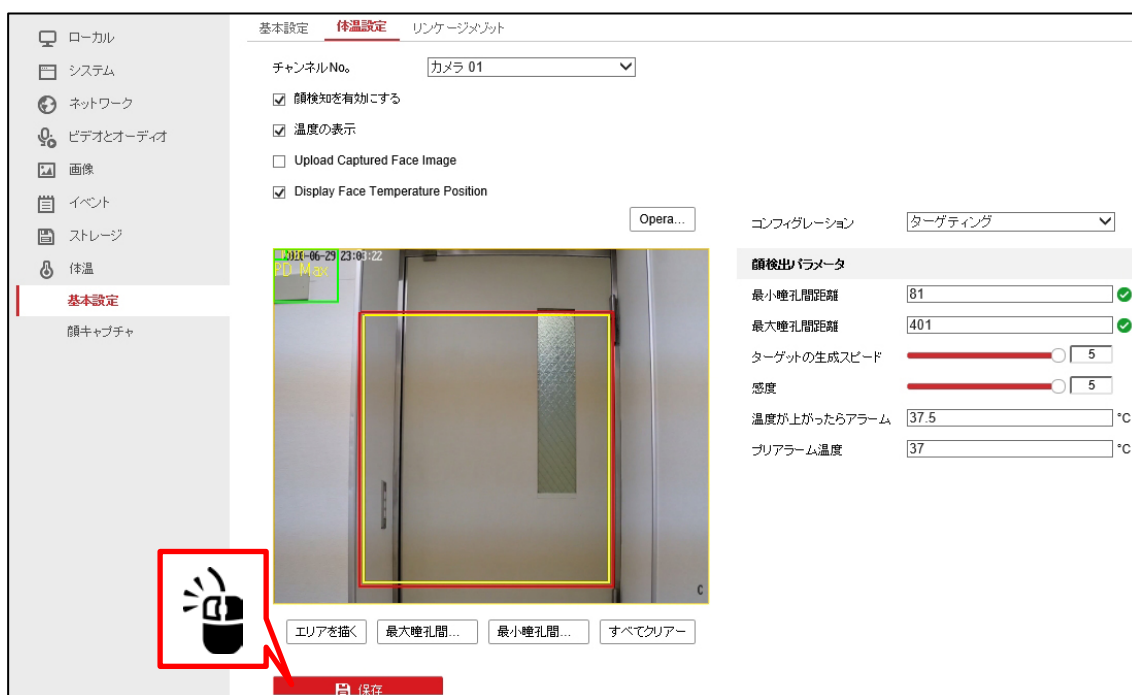 ローカル
システム
ネットワーク
ビデオとオーディオ
画像
イベント
ストレージ
体温
基本設定
顔キャプチャ
基本設定 体温設定 リンケージメソット
チャンネルNo。 カメラ 01
顔検知を有効にする
温度の表示
Upload Captured Face Image
Display Face Temperature Position
Opera...
23:03:22
PD Max
C
エリアを描く 最大瞳孔間... 最小瞳孔間... すべてクリアー
保存
コンフィグレーション ターゲティング
顔検出パラメータ
最小瞳孔間距離 81
最大瞳孔間距離 401
ターゲットの生成スピード 5
感度 5
温度が上がったらアラーム 37.5 °C
プリアラーム温度 37 °C